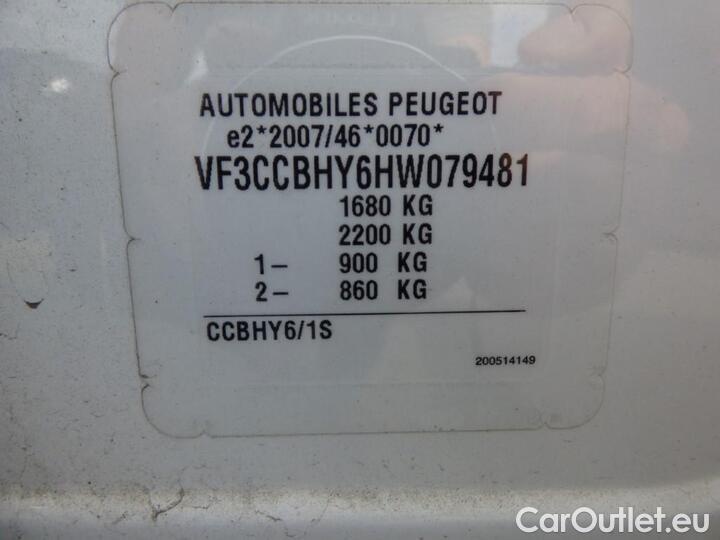 AUTOMOBILES PEUGEOT
e2*2007/46*0070*
VF3CCBHY6HW079481
1680 KG
2200 KG
1– 900 KG
2– 860 KG
CCBHY6/1S
200514149
CarOutlet.eu